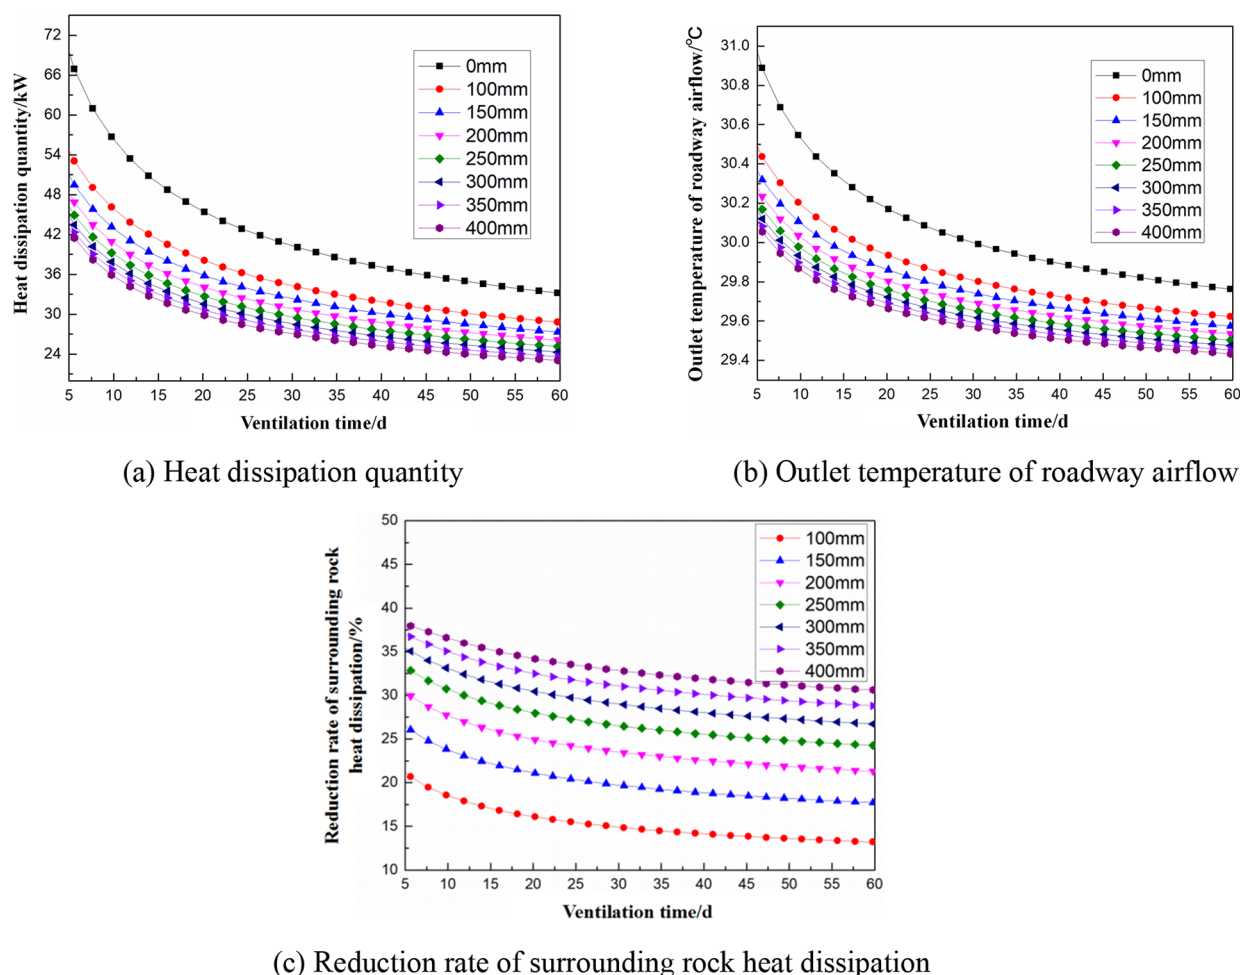 Heat dissipation quantity/kW
72
66
60
54
48
42
36
30
24
5 10 15 20 25 30 35 40 45 50 55 60
Ventilation time/d
0mm
100mm
150mm
200mm
250mm
300mm
350mm
400mm
(a) Heat dissipation quantity
Outlet temperature of roadway airflow/℃
31.0
30.8
30.6
30.4
30.2
30.0
29.8
29.6
29.4
5 10 15 20 25 30 35 40 45 50 55 60
Ventilation time/d
0mm
100mm
150mm
200mm
250mm
300mm
350mm
400mm
(b) Outlet temperature of roadway airflow
Reduction rate of surrounding rock
heat dissipation/%
50
45
40
35
30
25
20
15
10
5 10 15 20 25 30 35 40 45 50 55 60
Ventilation time/d
100mm
150mm
200mm
250mm
300mm
350mm
400mm
(c) Reduction rate of surrounding rock heat dissipation